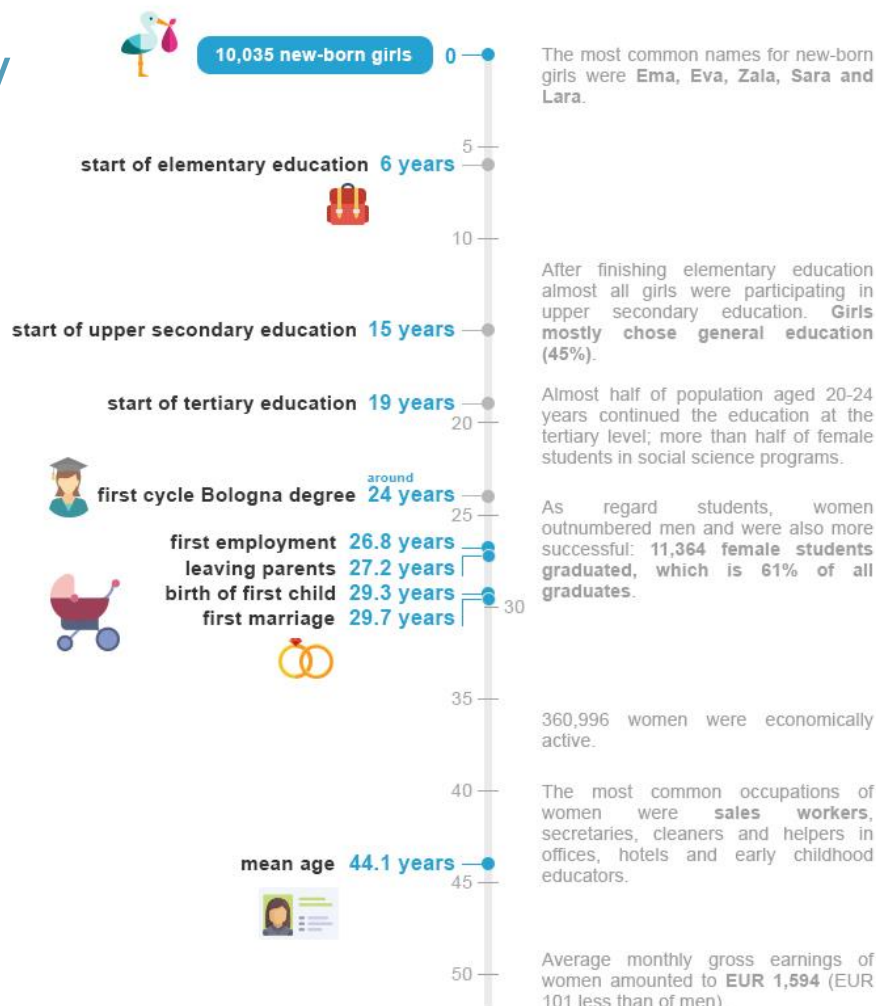 10,035 new-born girls 0
The most common names for new-born
girls were Ema, Eva, Zala, Sara and
Lara.
5
start of elementary education 6 years
10
After finishing elementary education
almost all girls were participating in
upper secondary education. Girls
mostly chose general education
(45%).
start of upper secondary education 15 years
start of tertiary education 19 years
20
Almost half of population aged 20-24
years continued the education at the
tertiary level; more than half of female
students in social science programs.
around
first cycle Bologna degree 24 years
25
As regard students, women
outnumbered men and were also more
successful: 11,364 female students
graduated, which is 61% of all
graduates.
first employment 26.8 years
leaving parents 27.2 years
birth of first child 29.3 years
first marriage 29.7 years
30
35
360,996 women were economically
active.
40
The most common occupations of
women were sales workers,
secretaries, cleaners and helpers in
offices, hotels and early childhood
educators.
mean age 44.1 years
45
50
Average monthly gross earnings of
women amounted to EUR 1,594 (EUR
101 less than of men)